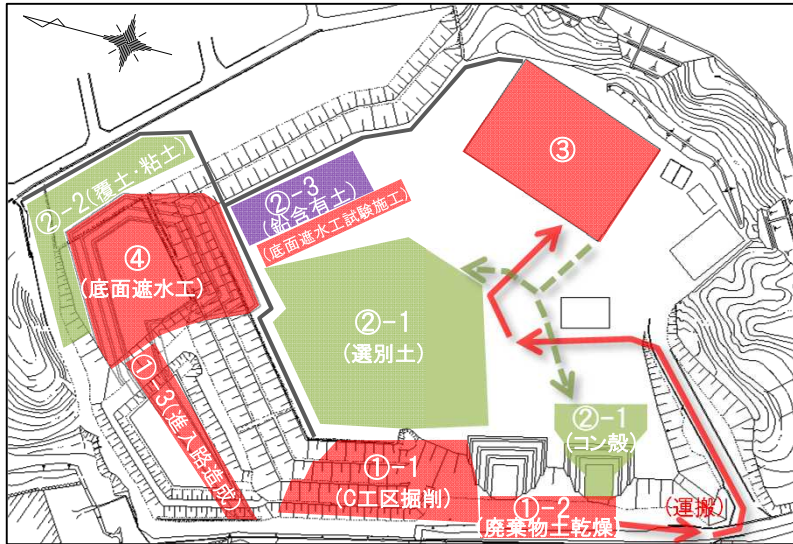 ③
②-2(覆土・粘土)
②-3
(鉛含有土)
(底面遮水工試験施工)
④
(底面遮水工)
②-1
(選別土)
①-3(進入路造成)
②-1
(コン殻)
①-1
(C工区掘削)
①-2
(廃棄物土乾燥)
(運搬)